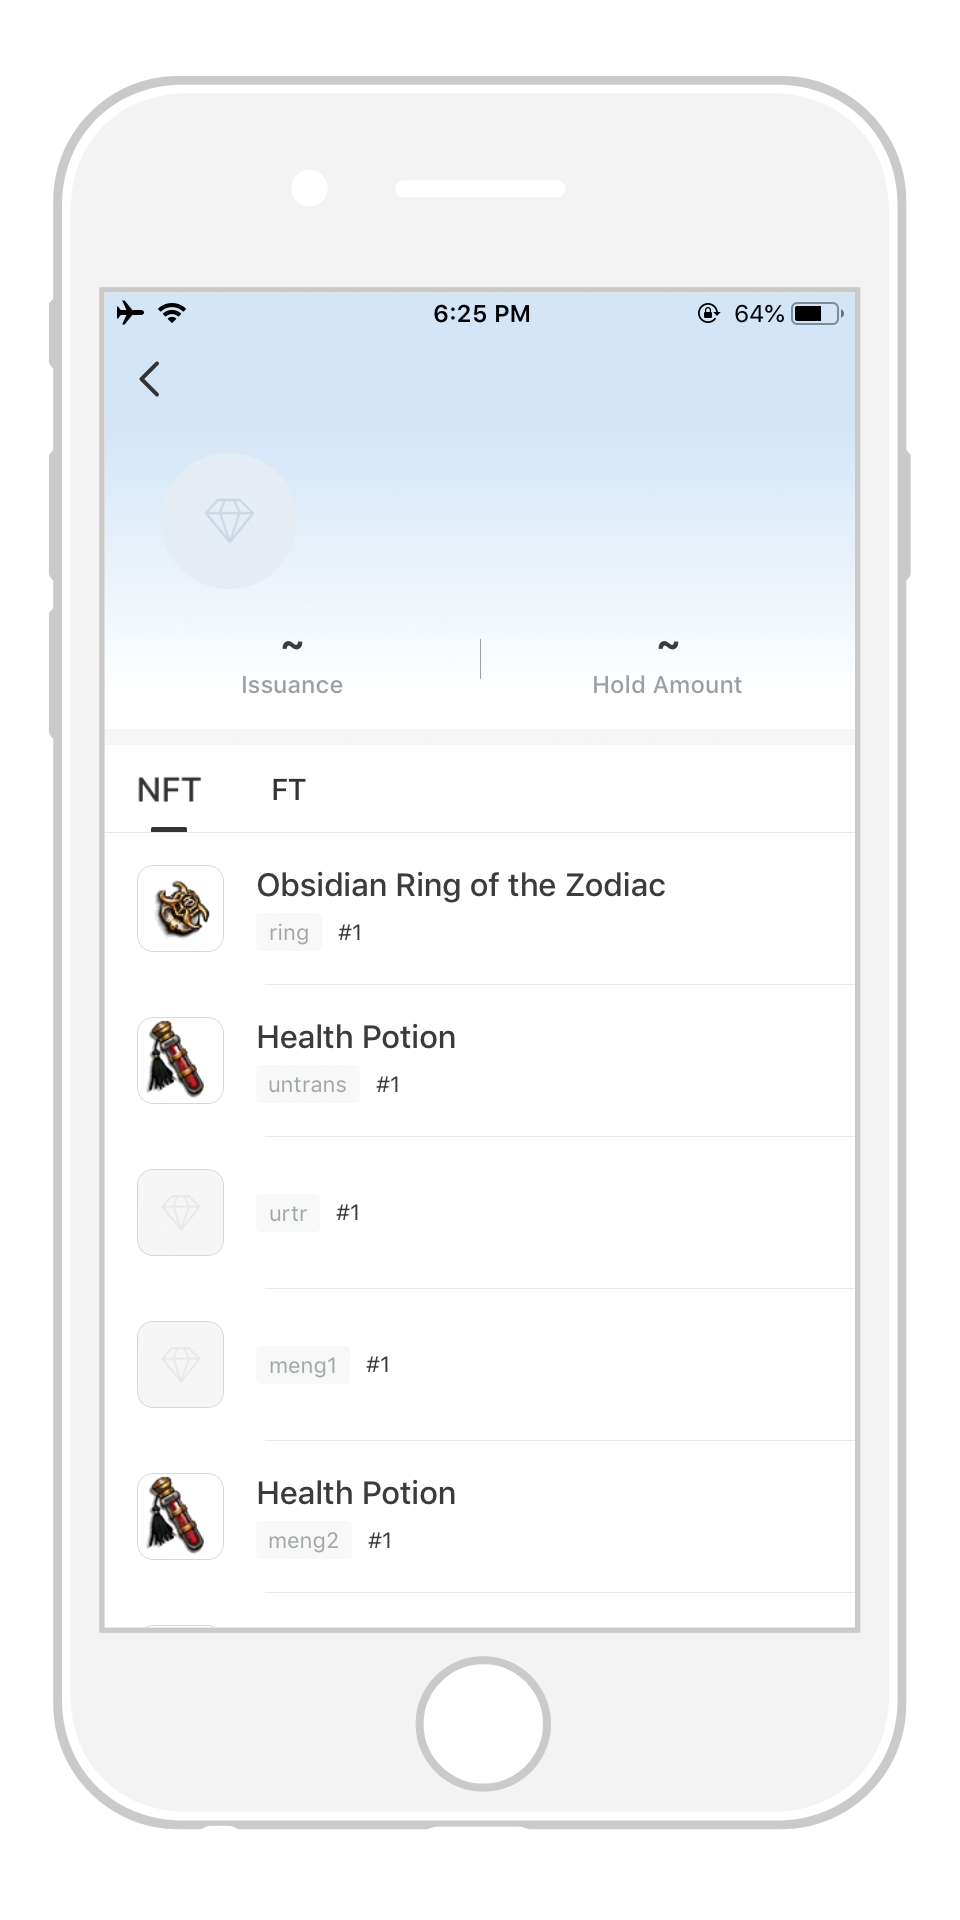 6:25 PM 64%
~ ~
Issuance Hold Amount
NFT FT
Obsidian Ring of the Zodiac
ring #1
Health Potion
untrans #1
urtr #1
meng1 #1
Health Potion
meng2 #1